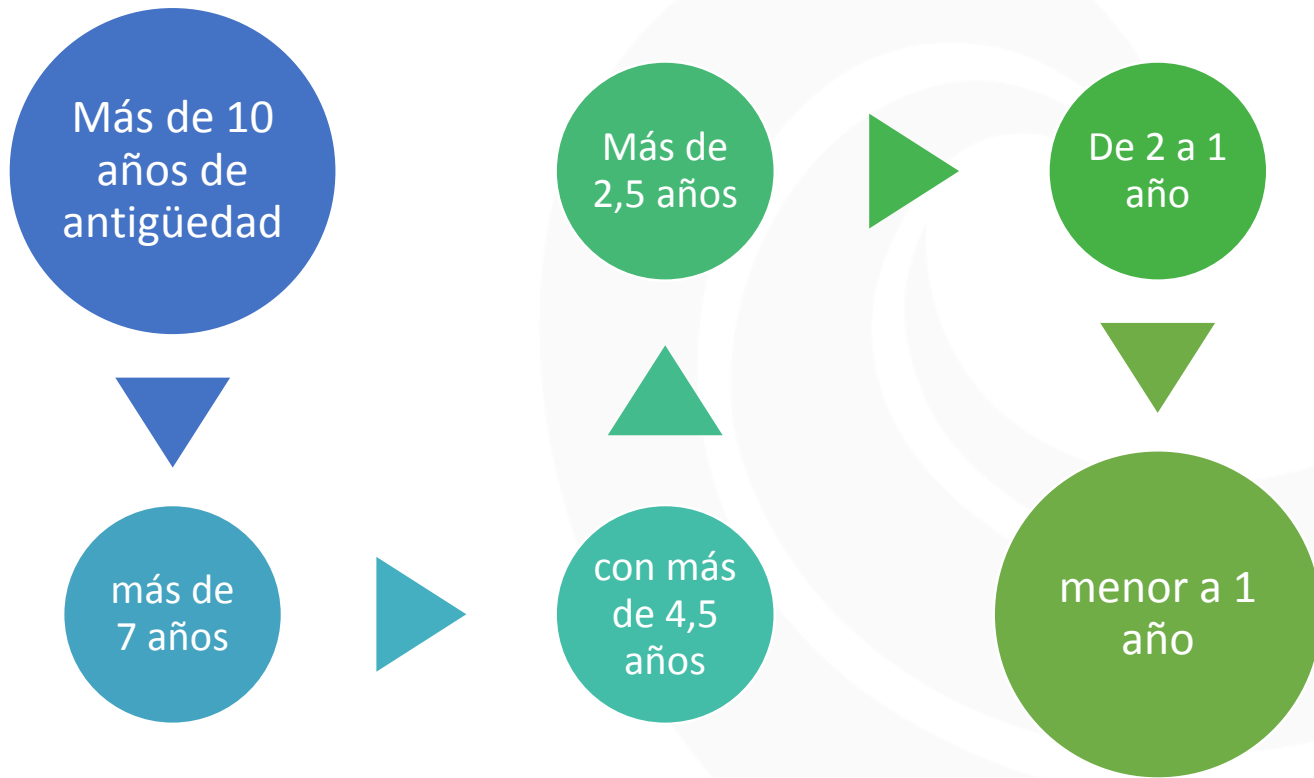 Más de 10
años de
antigüedad
más de
7 años
con más
de 4,5
años
Más de
2,5 años
De 2 a 1
año
menor a 1
año